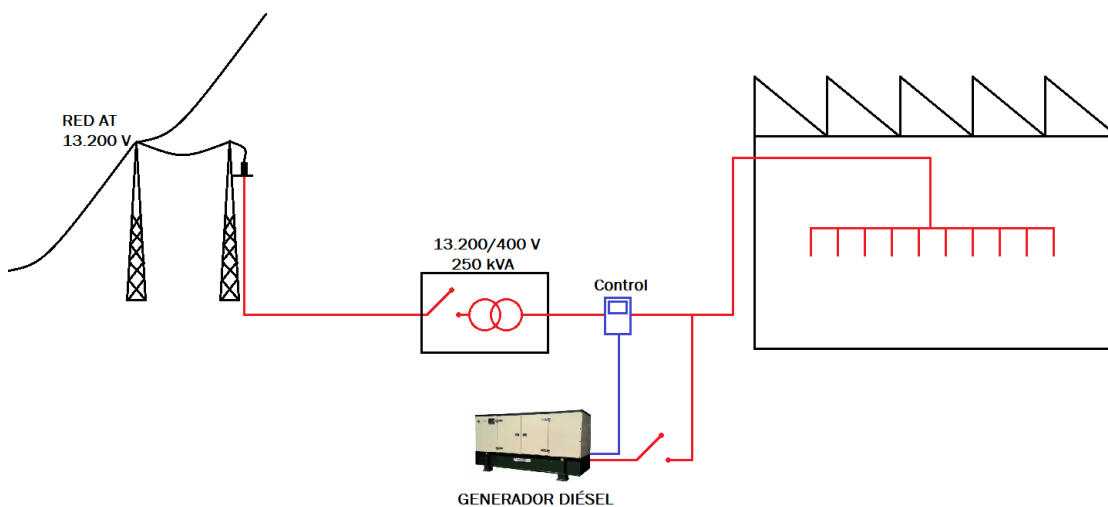 RED AT
13.200 V
13.200/400 V
250 kVA
Control
GENERADOR DIÉSEL